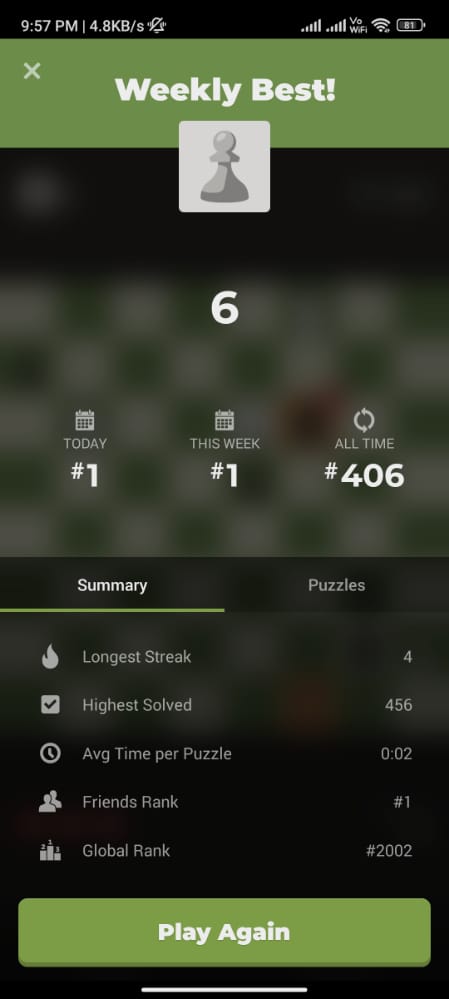 9:57 PM | 4.8KB/s
Vo
WiFi
81
Weekly Best!
6
TODAY
THIS WEEK
ALL TIME
#1
#1
#406
Summary
Puzzles
Longest Streak
4
Highest Solved
456
Avg Time per Puzzle
0:02
Friends Rank
#1
Global Rank
#2002
Play Again